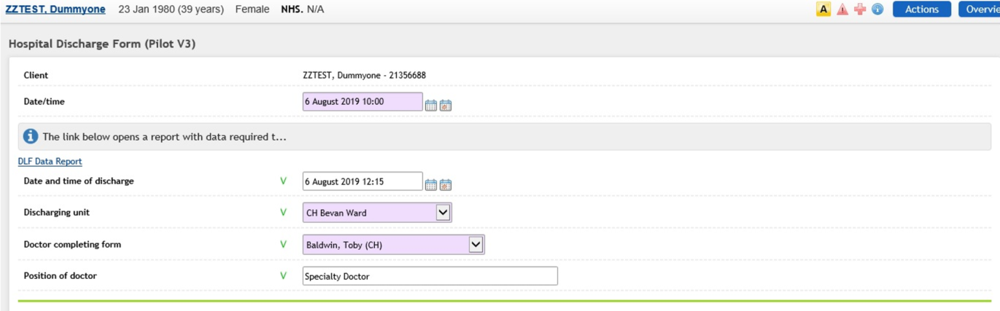 ZZTEST, Dummyone 23 Jan 1980 (39 years) Female NHS. N/A A i Actions Overvie
Hospital Discharge Form (Pilot V3)
Client ZZTEST, Dummyone - 21356688
Date/time 6 August 2019 10:00
i The link below opens a report with data required t...
DLF Data Report
Date and time of discharge V 6 August 2019 12:15
Discharging unit V CH Bevan Ward
Doctor completing form V Baldwin, Toby (CH)
Position of doctor V Specialty Doctor